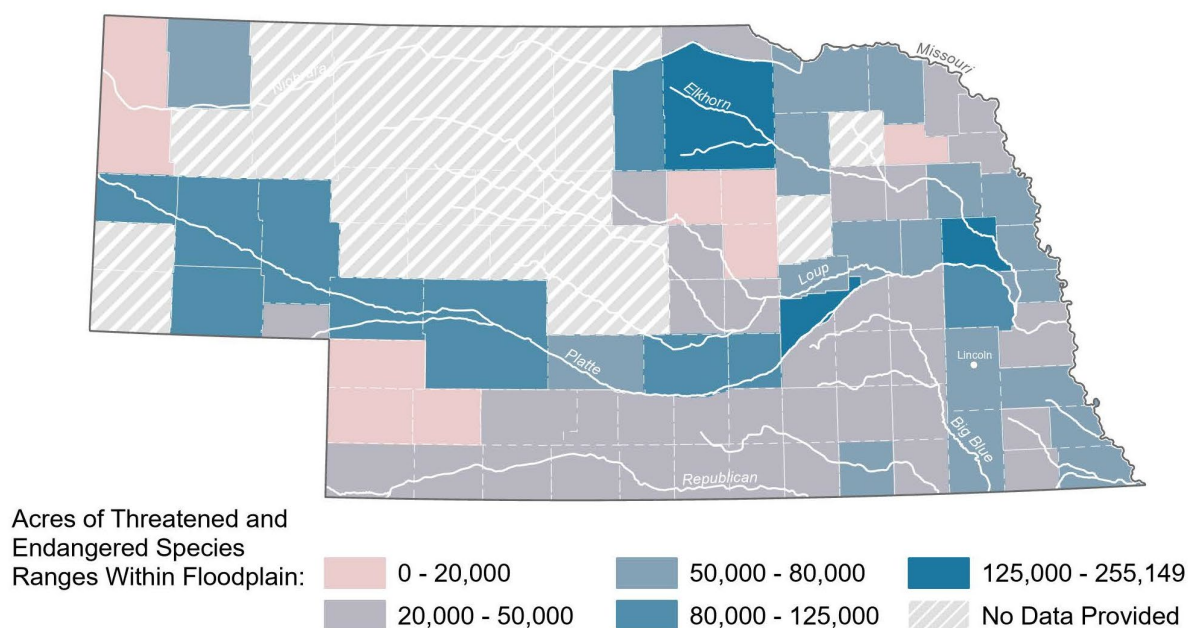 Missouri
Niobrara
Elkhorn
Loup
Platte
Lincoln
Big Blue
Republican
Acres of Threatened and
Endangered Species
Ranges Within Floodplain:
0 - 20,000
50,000 - 80,000
125,000 - 255,149
20,000 - 50,000
80,000 - 125,000
No Data Provided